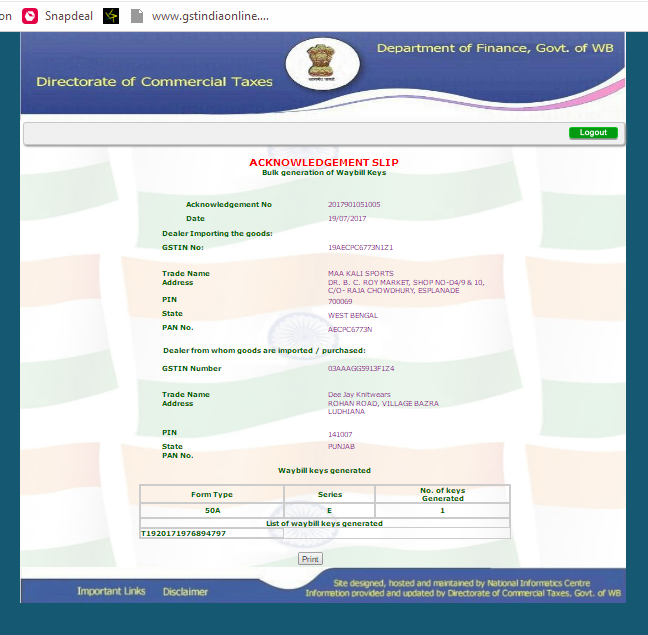 on Snapdeal www.gstindiaonline....
Department of Finance, Govt. of WB
Directorate of Commercial Taxes
Logout
ACKNOWLEDGEMENT SLIP
Bulk generation of Waybill Keys
Acknowledgement No 2017901051005
Date 19/07/2017
Dealer Importing the goods:
GSTIN No: 19AECPC6773N1Z1
Trade Name MAA KALI SPORTS
Address DR. B. C. ROY MARKET, SHOP NO-D4/9 & 10,
C/O- RAJA CHOWDHURY, ESPLANADE
PIN 700069
State WEST BENGAL
PAN No. AECPC6773N
Dealer from whom goods are imported / purchased:
GSTIN Number 03AAAGG5913F1Z4
Trade Name Dee Jay Knitwears
Address ROHAN ROAD, VILLAGE BAZRA
LUDHIANA
PIN 141007
State PUNJAB
PAN No.
Waybill keys generated
Form Type Series No. of keys
Generated
50A E 1
List of waybill keys generated
T1920171976894797
Print
Important Links Disclaimer
Site designed, hosted and maintained by National Informatics Centre
Information provided and updated by Directorate of Commercial Taxes, Govt. of WB